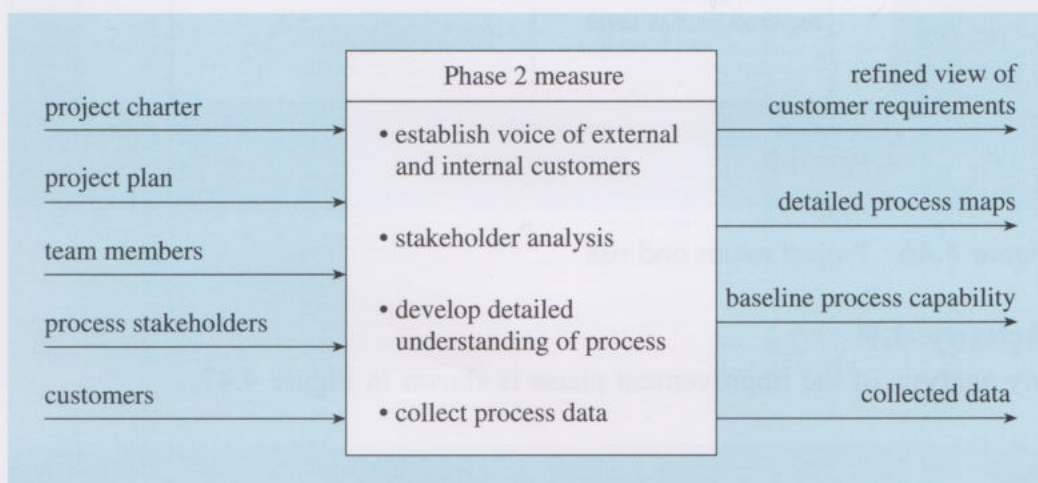 Phase 2 measure
project charter
project plan
team members
process stakeholders
customers
• establish voice of external
and internal customers
• stakeholder analysis
• develop detailed
understanding of process
• collect process data
refined view of
customer requirements
detailed process maps
baseline process capability
collected data